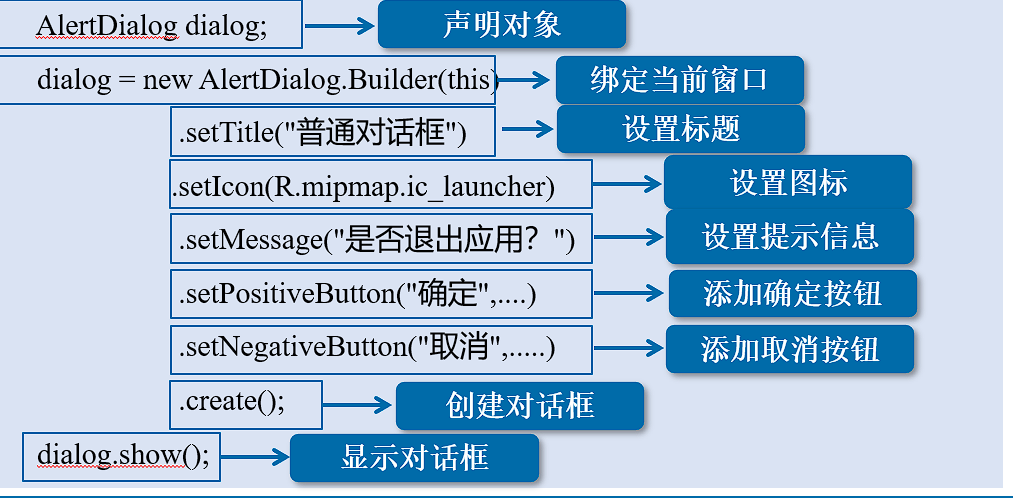 AlertDialog dialog; 声明对象
dialog = new AlertDialog.Builder(this) 绑定当前窗口
.setTitle("普通对话框") 设置标题
.setIcon(R.mipmap.ic_launcher) 设置图标
.setMessage("是否退出应用？") 设置提示信息
.setPositiveButton("确定",....) 添加确定按钮
.setNegativeButton("取消",.....) 添加取消按钮
.create(); 创建对话框
dialog.show(); 显示对话框